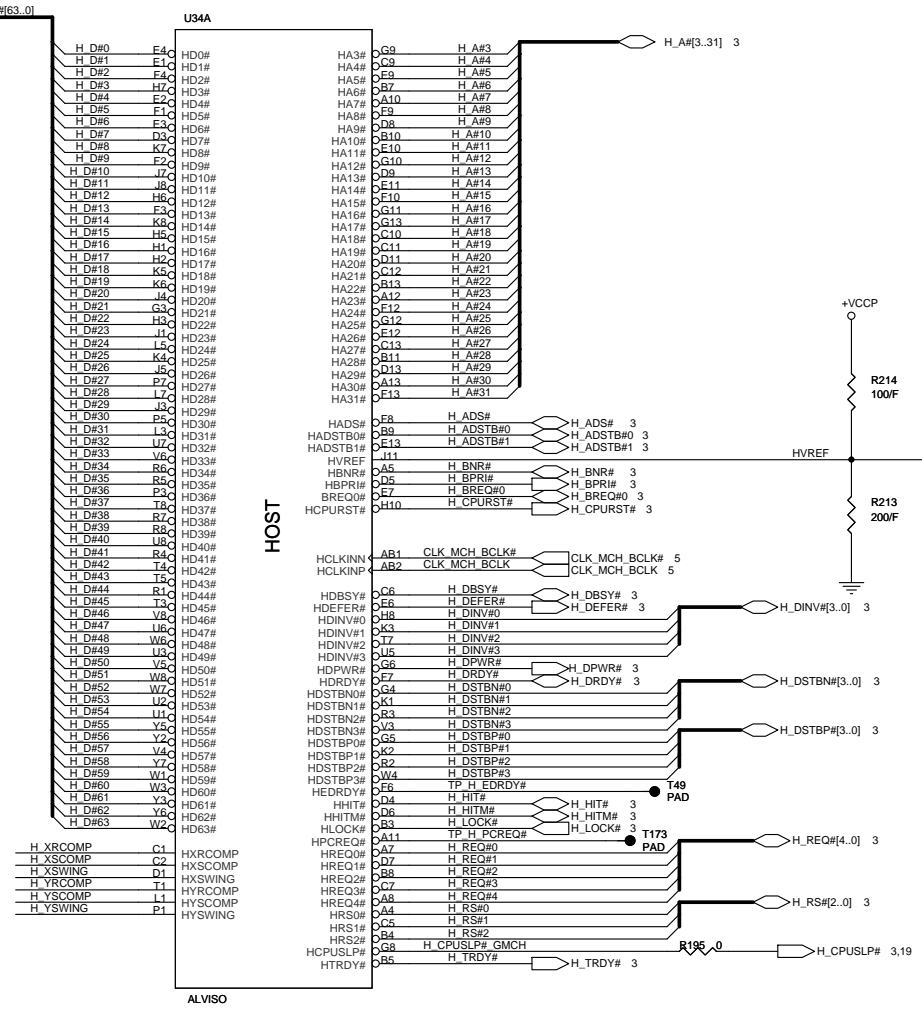 #[63..0]
U34A
H_D#0 E4 HD0#
H_D#1 E1 HD1#
H_D#2 F4 HD2#
H_D#3 H7 HD3#
H_D#4 E2 HD4#
H_D#5 F1 HD5#
H_D#6 E3 HD6#
H_D#7 D3 HD7#
H_D#8 K7 HD8#
H_D#9 F2 HD9#
H_D#10 J7 HD10#
H_D#11 J8 HD11#
H_D#12 H6 HD12#
H_D#13 F3 HD13#
H_D#14 K8 HD14#
H_D#15 H5 HD15#
H_D#16 H1 HD16#
H_D#17 H2 HD17#
H_D#18 K5 HD18#
H_D#19 K6 HD19#
H_D#20 J4 HD20#
H_D#21 G3 HD21#
H_D#22 H3 HD22#
H_D#23 J1 HD23#
H_D#24 L5 HD24#
H_D#25 K4 HD25#
H_D#26 J5 HD26#
H_D#27 P7 HD27#
H_D#28 L7 HD28#
H_D#29 J3 HD29#
H_D#30 P5 HD30#
H_D#31 L3 HD31#
H_D#32 U7 HD32#
H_D#33 V6 HD33#
H_D#34 R6 HD34#
H_D#35 R5 HD35#
H_D#36 P3 HD36#
H_D#37 T8 HD37#
H_D#38 R7 HD38#
H_D#39 R8 HD39#
H_D#40 U8 HD40#
H_D#41 R4 HD41#
H_D#42 T4 HD42#
H_D#43 T5 HD43#
H_D#44 R1 HD44#
H_D#45 T3 HD45#
H_D#46 V8 HD46#
H_D#47 U6 HD47#
H_D#48 W6 HD48#
H_D#49 U3 HD49#
H_D#50 V5 HD50#
H_D#51 W8 HD51#
H_D#52 W7 HD52#
H_D#53 U2 HD53#
H_D#54 U1 HD54#
H_D#55 Y5 HD55#
H_D#56 Y2 HD56#
H_D#57 V4 HD57#
H_D#58 Y7 HD58#
H_D#59 W1 HD59#
H_D#60 W3 HD60#
H_D#61 Y3 HD61#
H_D#62 Y6 HD62#
H_D#63 W2 HD63#
H_XRCOMP C1 HXRCOMP
H_XSCOMP C2 HXSCOMP
H_XSWING D1 HXSWING
H_YRCOMP T1 HYRCOMP
H_YSCOMP L1 HYSCOMP
H_YSWING P1 HYSWING
HOST
HA3# G9 H_A#3 H_A#[3..31] 3
HA4# C9 H_A#4
HA5# E9 H_A#5
HA6# B7 H_A#6
HA7# A10 H_A#7
HA8# F9 H_A#8
HA9# D8 H_A#9
HA10# B10 H_A#10
HA11# E10 H_A#11
HA12# G10 H_A#12
HA13# D9 H_A#13
HA14# E11 H_A#14
HA15# F10 H_A#15
HA16# G11 H_A#16
HA17# G13 H_A#17
HA18# C10 H_A#18
HA19# C11 H_A#19
HA20# D11 H_A#20
HA21# C12 H_A#21
HA22# B13 H_A#22
HA23# A12 H_A#23
HA24# F12 H_A#24
HA25# G12 H_A#25
HA26# E12 H_A#26
HA27# C13 H_A#27
HA28# B11 H_A#28
HA29# D13 H_A#29
HA30# A13 H_A#30
HA31# F13 H_A#31
HADS# F8 H_ADS# H_ADS# 3
HADSTB0# B9 H_ADSTB#0 H_ADSTB#0 3
HADSTB1# E13 H_ADSTB#1 H_ADSTB#1 3
HVREF J11 HVREF
HBNR# A5 H_BNR# H_BNR# 3
HBPRI# D5 H_BPRI# H_BPRI# 3
BREQ0# E7 H_BREQ#0 H_BREQ#0 3
HCPURST# H10 H_CPURST# H_CPURST# 3
HCLKINN AB1 CLK_MCH_BCLK# CLK_MCH_BCLK# 5
HCLKINP AB2 CLK_MCH_BCLK CLK_MCH_BCLK 5
HDBSY# C6 H_DBSY# H_DBSY# 3
HDEFER# E6 H_DEFER# H_DEFER# 3
HDINV#0 H8 H_DINV#0 H_DINV#[3..0] 3
HDINV#1 K3 H_DINV#1
HDINV#2 T7 H_DINV#2
HDINV#3 U5 H_DINV#3
HDPWR# G6 H_DPWR# H_DPWR# 3
HDRDY# F7 H_DRDY# H_DRDY# 3
HDSTBN0# G4 H_DSTBN#0 H_DSTBN#[3..0] 3
HDSTBN1# K1 H_DSTBN#1
HDSTBN2# R3 H_DSTBN#2
HDSTBN3# V3 H_DSTBN#3
HDSTBP0# G5 H_DSTBP#0 H_DSTBP#[3..0] 3
HDSTBP1# K2 H_DSTBP#1
HDSTBP2# R2 H_DSTBP#2
HDSTBP3# W4 H_DSTBP#3
HEDRDY# F6 TP_H_EDRDY# T49
PAD
HHIT# D4 H_HIT# H_HIT# 3
HHITM# D6 H_HITM# H_HITM# 3
HLOCK# B3 H_LOCK# H_LOCK# 3
HPCREQ# A11 TP_H_PCREQ# T173
PAD
HREQ0# A7 H_REQ#0 H_REQ#[4..0] 3
HREQ1# D7 H_REQ#1
HREQ2# B8 H_REQ#2
HREQ3# C7 H_REQ#3
HREQ4# A8 H_REQ#4
HRS0# A4 H_RS#0 H_RS#[2..0] 3
HRS1# C5 H_RS#1
HRS2# B4 H_RS#2
HCPUSLP# G8 H_CPUSLP#_GMCH R195 0 H_CPUSLP# 3,19
HTRDY# B5 H_TRDY# H_TRDY# 3
+VCCP
R214
100/F
R213
200/F
ALVISO